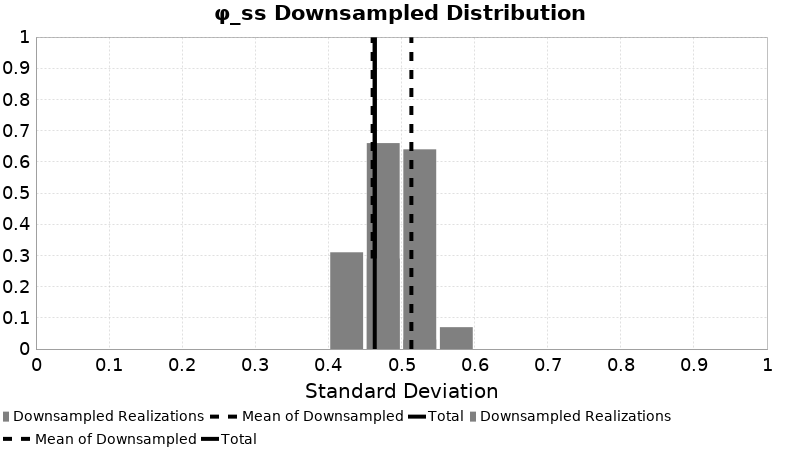 φ_ss Downsampled Distribution
1
0.9
0.8
0.7
0.6
0.5
0.4
0.3
0.2
0.1
0
0 0.1 0.2 0.3 0.4 0.5 0.6 0.7 0.8 0.9 1
Standard Deviation
Downsampled Realizations Mean of Downsampled Total Downsampled Realizations
Mean of Downsampled Total